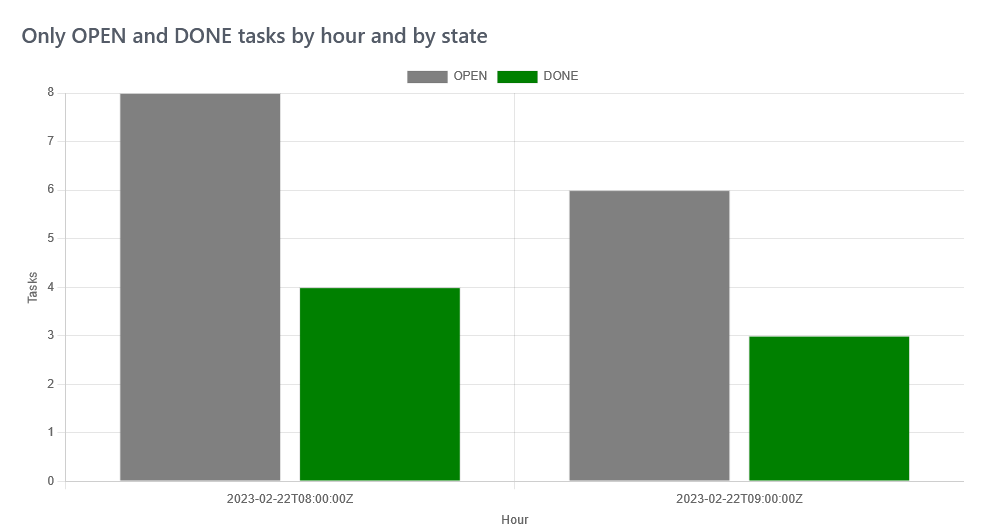 Only OPEN and DONE tasks by hour and by state
OPEN DONE
8
7
6
5
4
3
2
1
0
Tasks
2023-02-22T08:00:00Z 2023-02-22T09:00:00Z
Hour